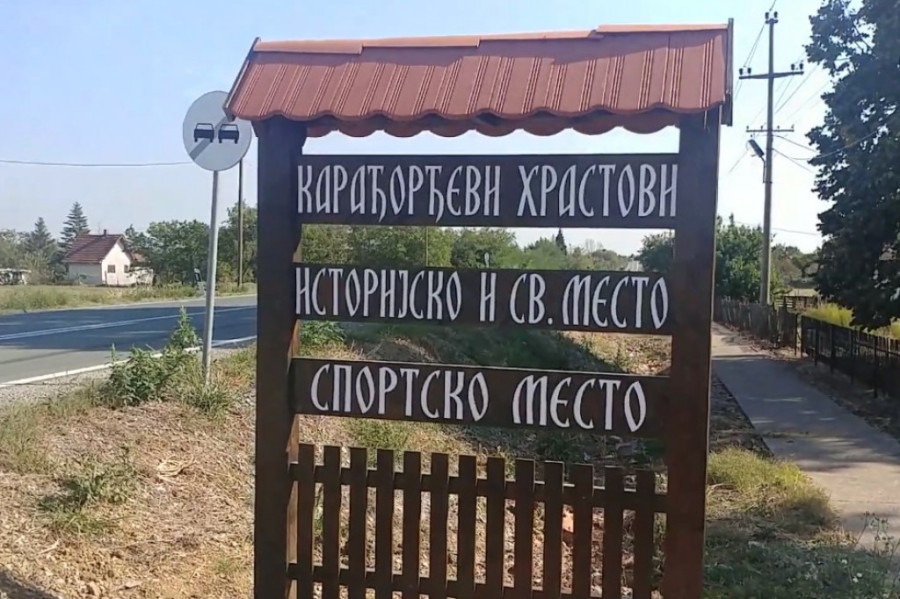 КАРАЂОРЂЕВИ ХРАСТОВИ
ИСТОРИЈСКО И СВ. МЕСТО
СПОРТСКО МЕСТО